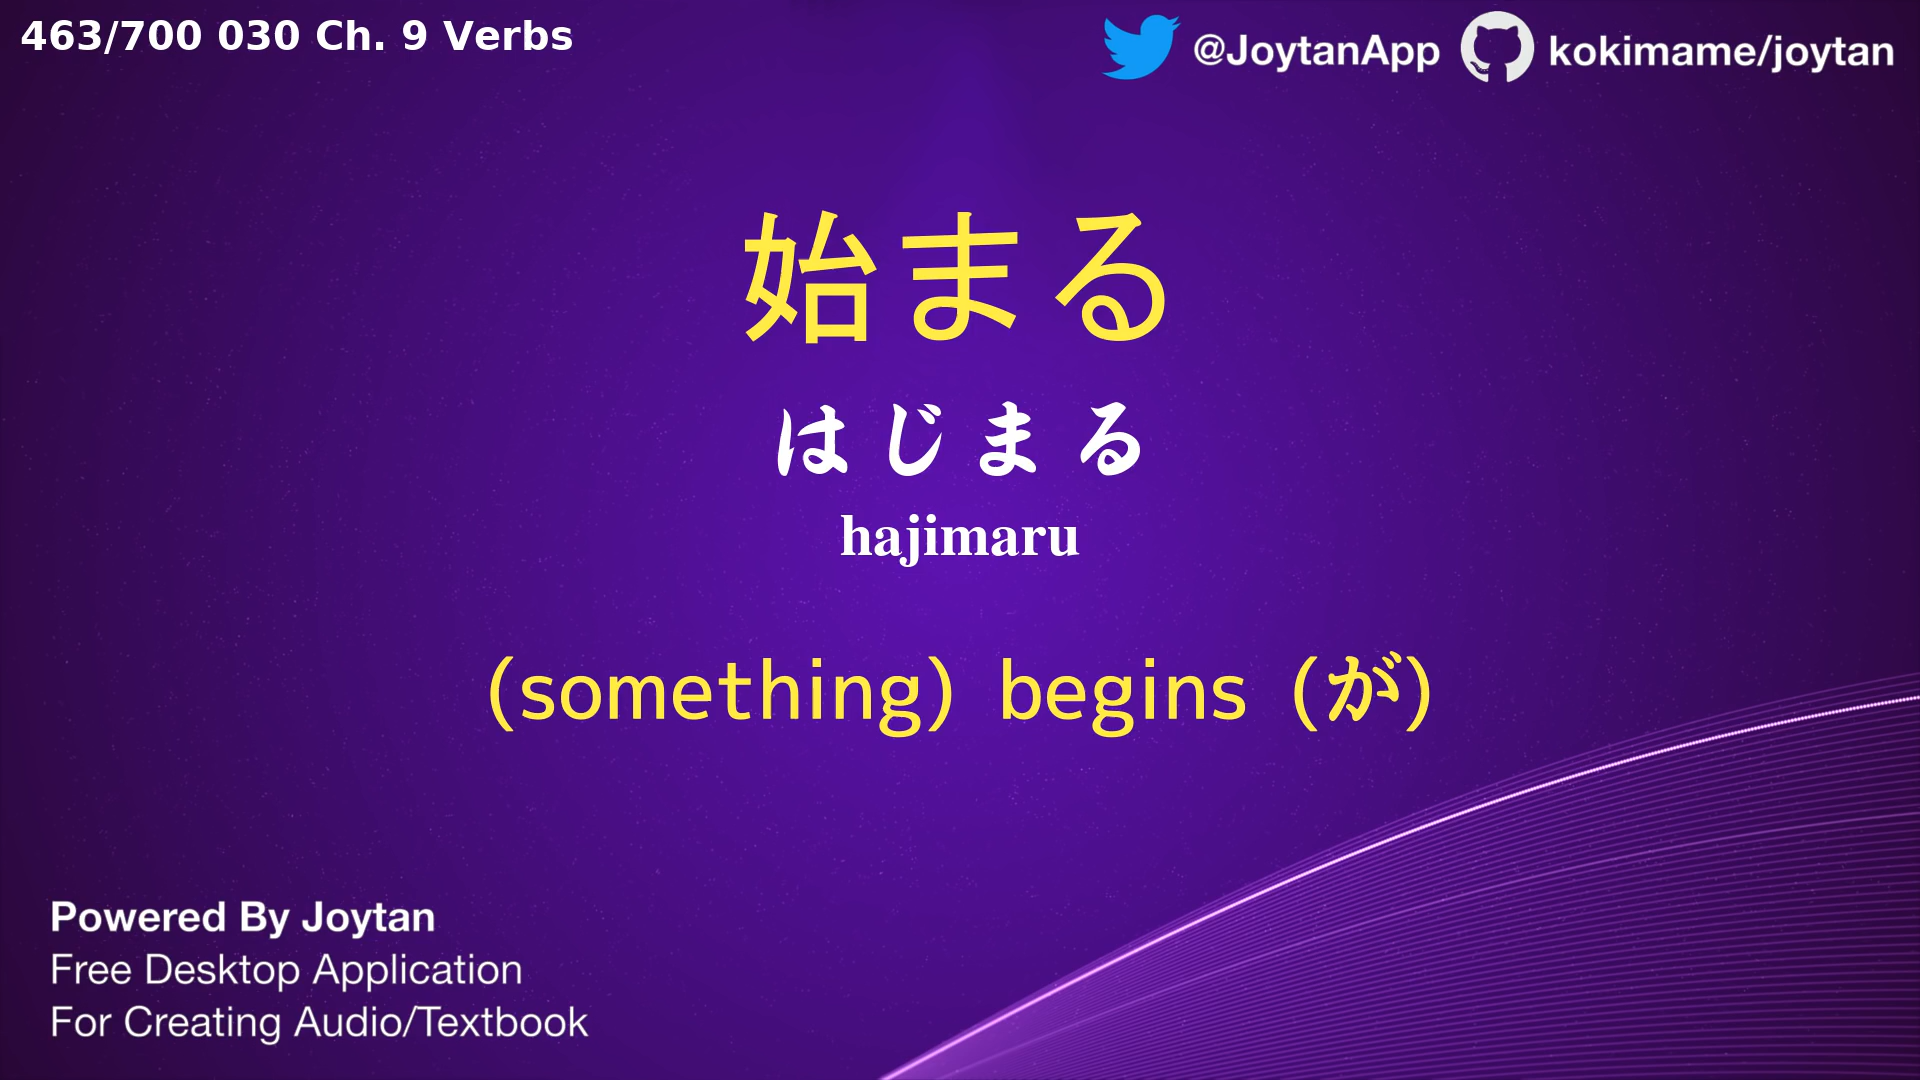 463/700 030 Ch. 9 Verbs
@JoytanApp kokimame/joytan
始まる
はじまる
hajimaru
(something) begins (が)
Powered By Joytan
Free Desktop Application
For Creating Audio/Textbook